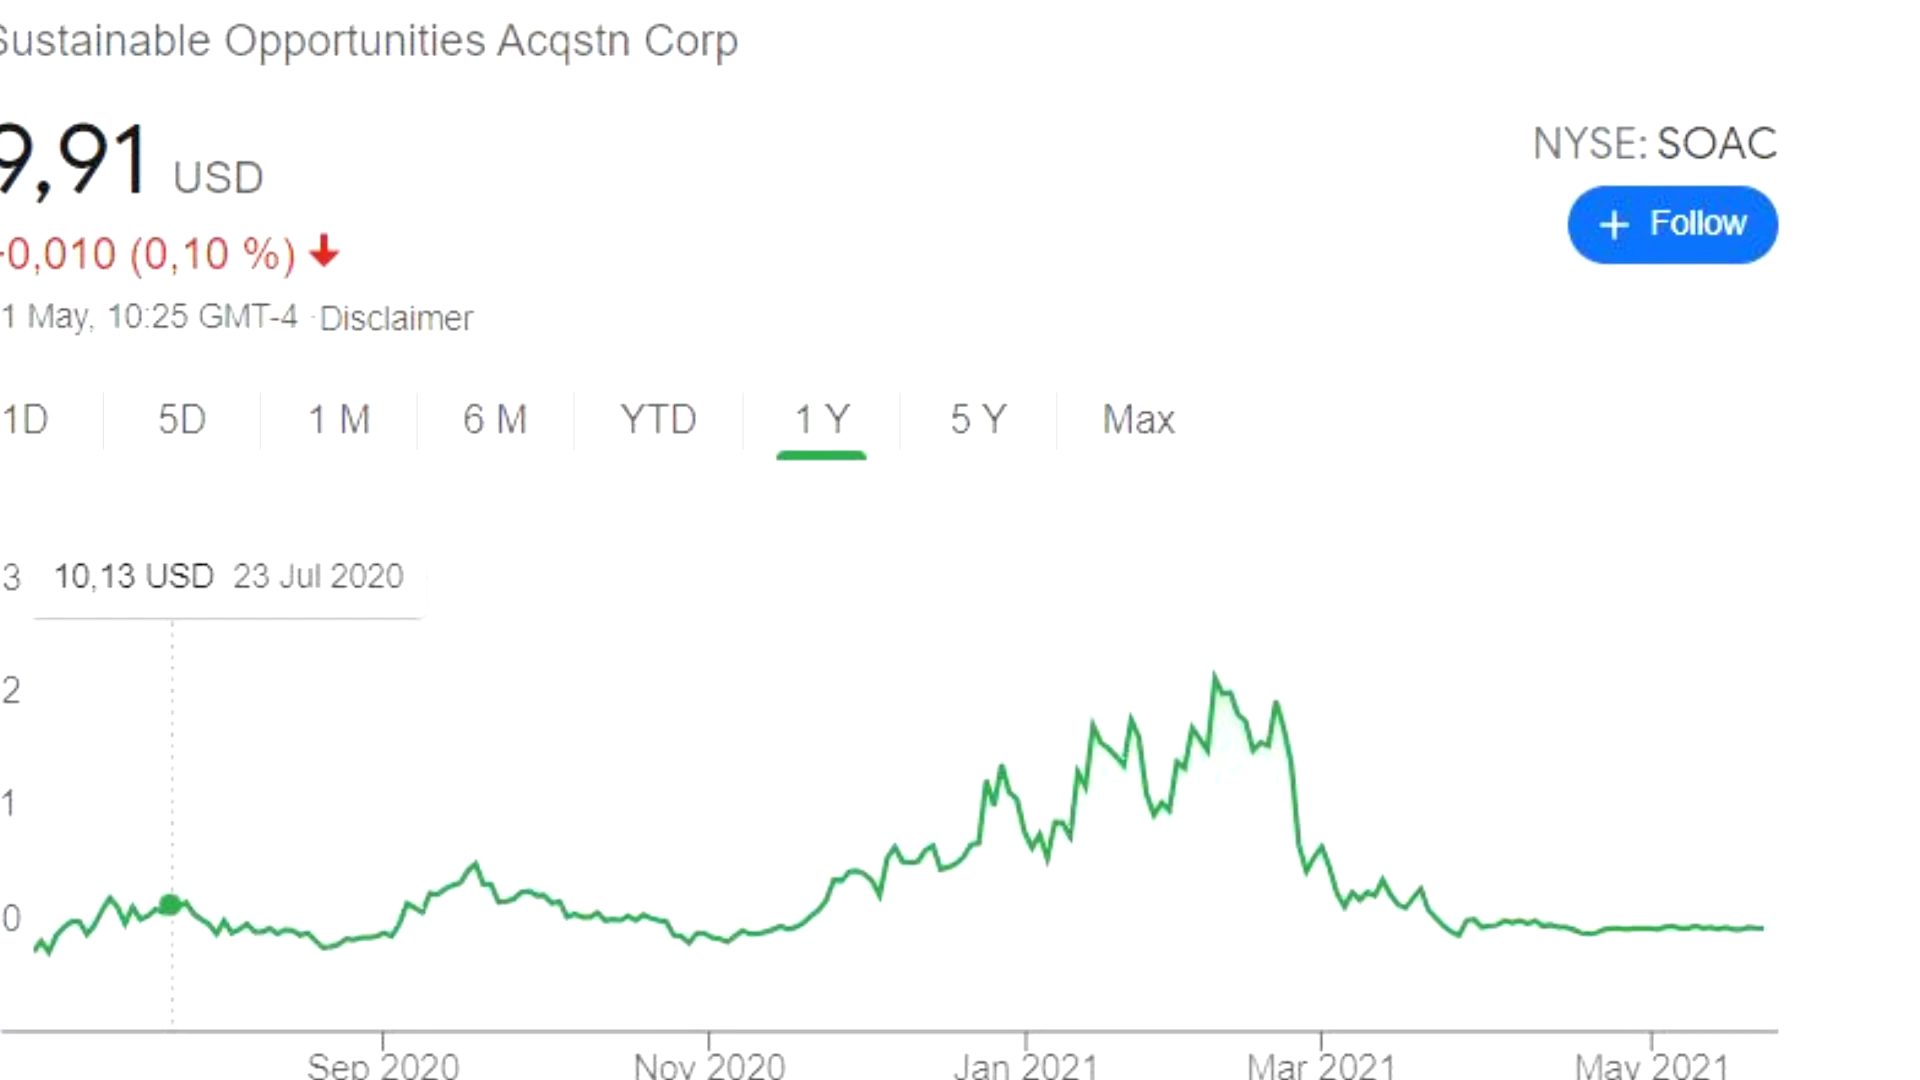 Sustainable Opportunities Acqstn Corp
9,91 USD
NYSE: SOAC
+ Follow
-0,010 (0,10 %)
1 May, 10:25 GMT-4 · Disclaimer
1D 5D 1 M 6 M YTD 1 Y 5 Y Max
3 10,13 USD 23 Jul 2020
2
1
0
Sep 2020 Nov 2020 Jan 2021 Mar 2021 May 2021